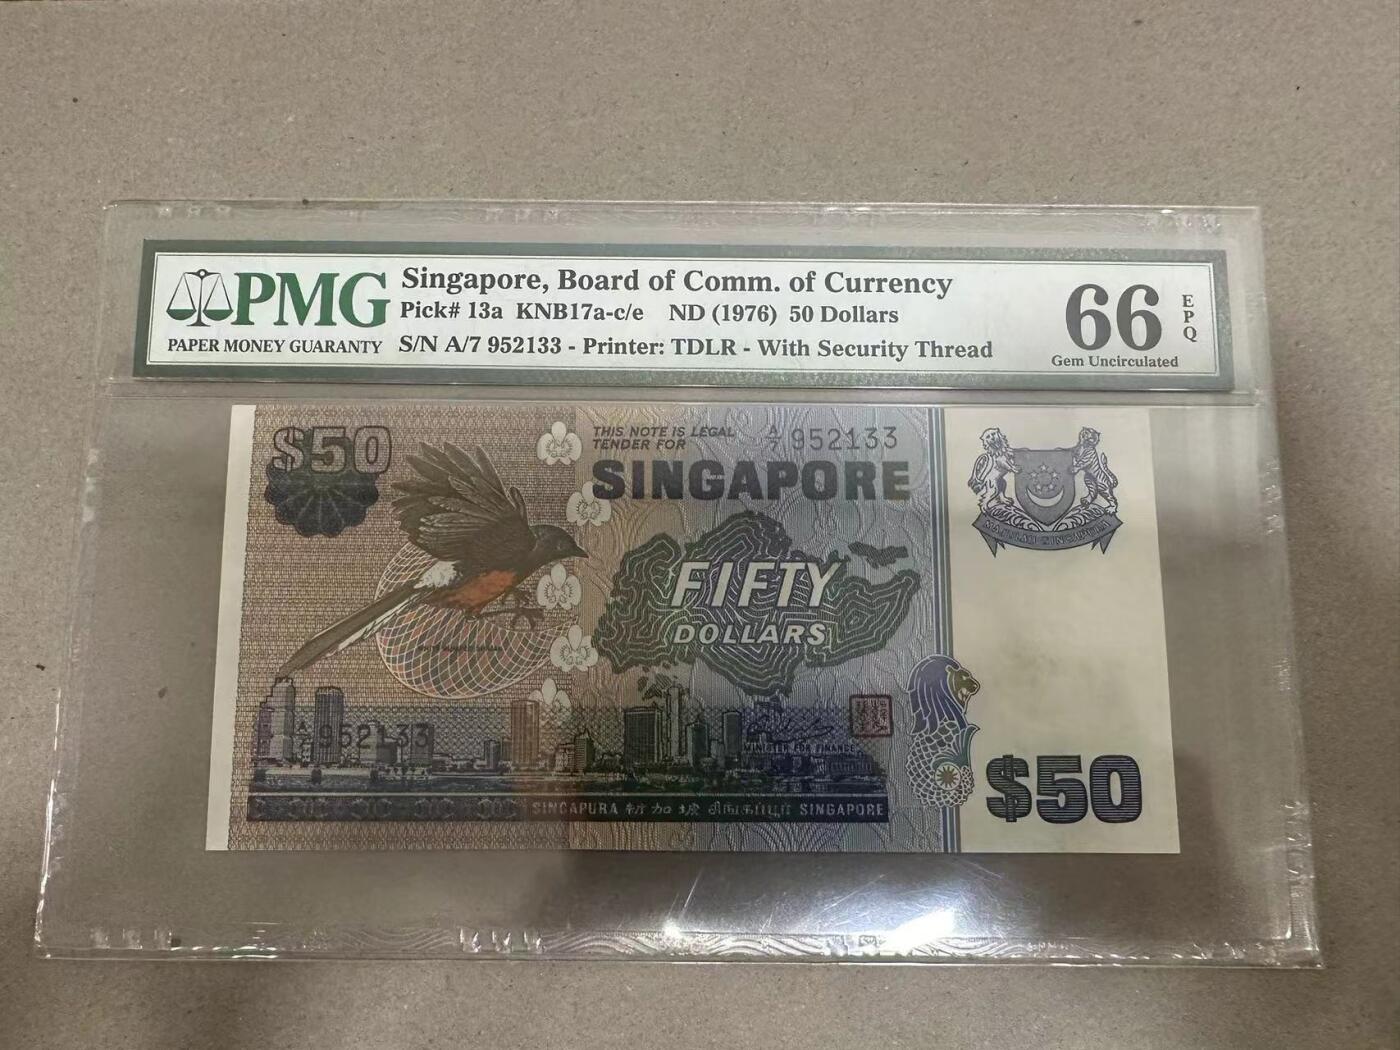 PMG
PAPER MONEY GUARANTY
Singapore, Board of Comm. of Currency
Pick# 13a KNB17a-c/e ND (1976) 50 Dollars
S/N A/7 952133 - Printer: TDLR - With Security Thread
66
Gem Uncirculated
EPQ
$50
THIS NOTE IS LEGAL
TENDER FOR
A/7 952133
SINGAPORE
MAJULAH SINGAPURA
FIFTY
DOLLARS
A/7 952133
MINISTER FOR FINANCE
SINGAPURA 新加坡 சிங்கப்பூர் SINGAPORE
$50